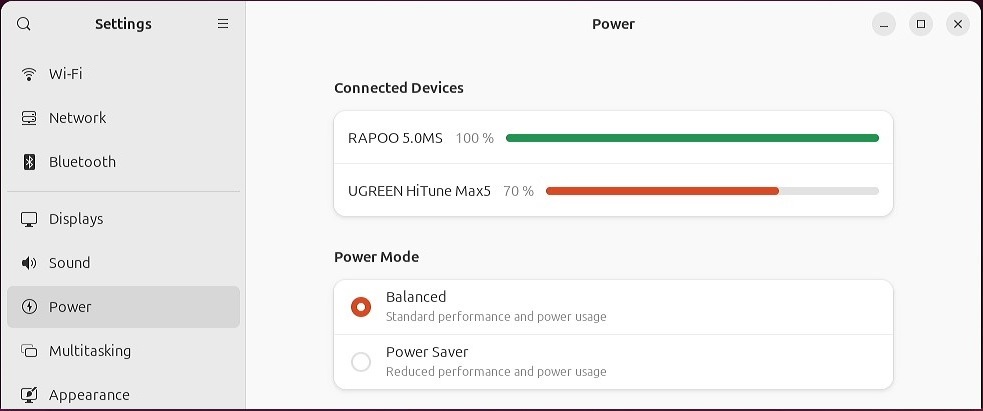 Settings
Power
Wi-Fi
Network
Bluetooth
Displays
Sound
Power
Multitasking
Appearance
Connected Devices
RAPOO 5.0MS 100 %
UGREEN HiTune Max5 70 %
Power Mode
Balanced
Standard performance and power usage
Power Saver
Reduced performance and power usage